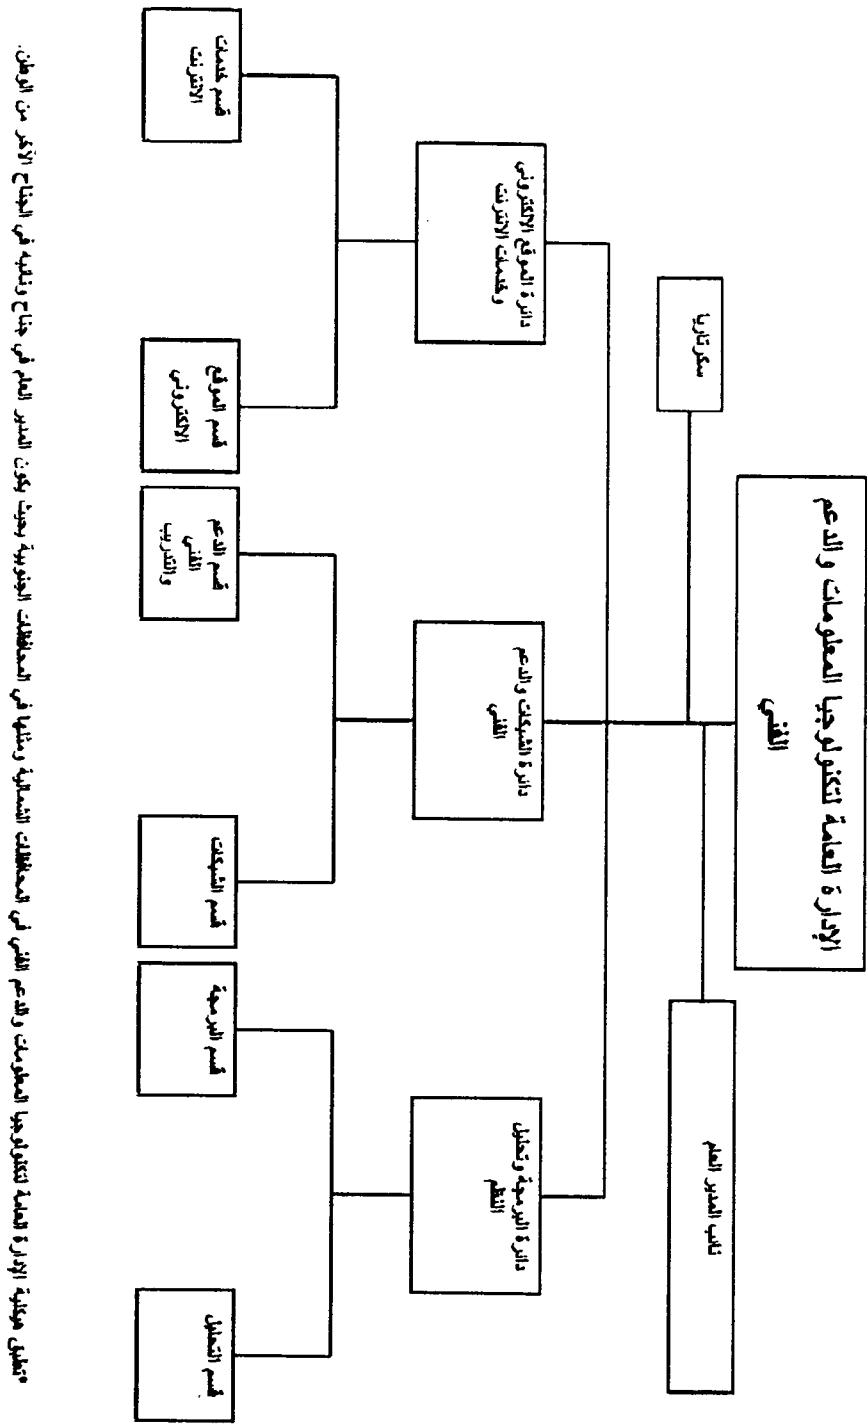 الإدارة العامة لتكنولوجيا المعلومات والدعم
الفني
نائب المدير العام
سكرتاريا
دائرة البرمجة وتحليل
النظم
دائرة الشبكات والدعم
الفني
دائرة الموقع الالكتروني
وخدمات الانترنت
قسم التحليل
قسم البرمجة
قسم الشبكات
قسم الدعم
الفني
والتدريب
قسم الموقع
الالكتروني
قسم خدمات
الانترنت
*تطبق هيكلية الإدارة العامة لتكنولوجيا المعلومات والدعم الفني في المحافظات الشمالية ومثلها في المحافظات الجنوبية بحيث يكون المدير العام في جناح ونائبه في الجناح الآخر من الوطن.